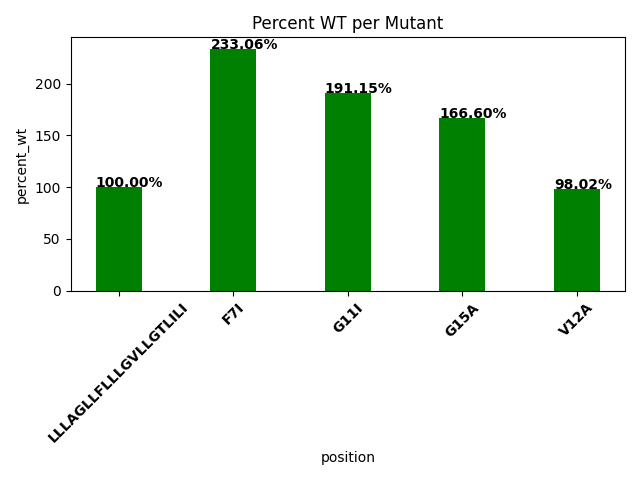 Percent WT per Mutant
percent_wt
200
150
100
50
0
100.00%
233.06%
191.15%
166.60%
98.02%
LLLAGLLFLLLGVLLGTLILI
F7I
G11I
G15A
V12A
position